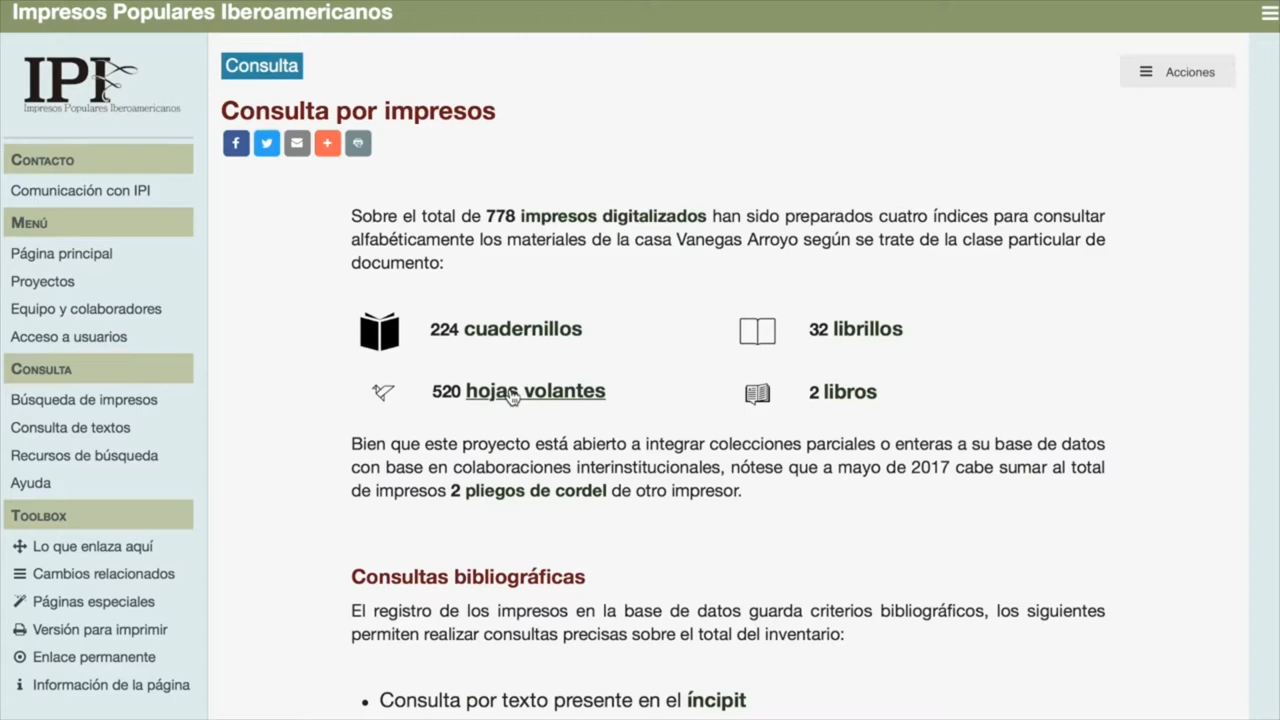 Impresos Populares Iberoamericanos
IPI
Impresos Populares Iberoamericanos
Contacto
Comunicación con IPI
Menú
Página principal
Proyectos
Equipo y colaboradores
Acceso a usuarios
Consulta
Búsqueda de impresos
Consulta de textos
Recursos de búsqueda
Ayuda
Toolbox
Lo que enlaza aquí
Cambios relacionados
Páginas especiales
Versión para imprimir
Enlace permanente
Información de la página
Consulta
Acciones
Consulta por impresos
Sobre el total de 778 impresos digitalizados han sido preparados cuatro índices para consultar
alfabéticamente los materiales de la casa Vanegas Arroyo según se trate de la clase particular de
documento:
224 cuadernillos
32 librillos
520 hojas volantes
2 libros
Bien que este proyecto está abierto a integrar colecciones parciales o enteras a su base de datos
con base en colaboraciones interinstitucionales, nótese que a mayo de 2017 cabe sumar al total
de impresos 2 pliegos de cordel de otro impresor.
Consultas bibliográficas
El registro de los impresos en la base de datos guarda criterios bibliográficos, los siguientes
permiten realizar consultas precisas sobre el total del inventario:
• Consulta por texto presente en el íncipit